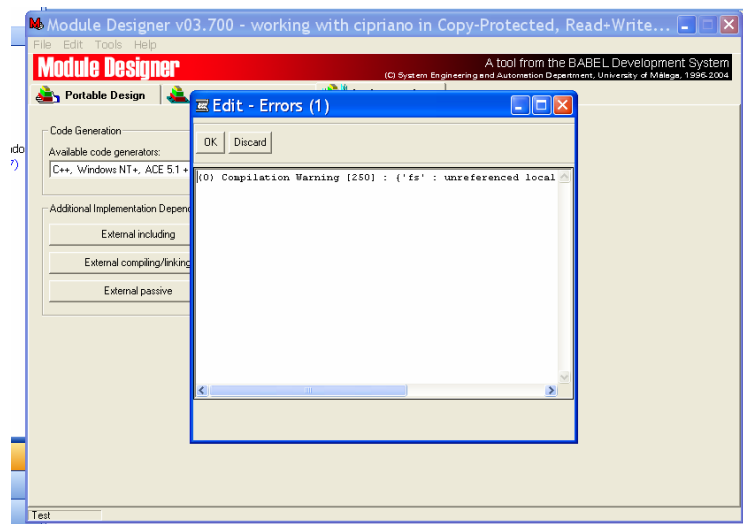 Module Designer v03.700 - working with cipriano in Copy-Protected, Read+Write...
File Edit Tools Help
Module Designer
A tool from the BABEL Development System
(C) System Engineering and Automation Department, University of Málaga, 1996-2004
Portable Design
Edit - Errors (1)
Code Generation
OK Discard
Available code generators:
C++, Windows NT+, ACE 5.1 +
{0} Compilation Warning [250] : {'fs' : unreferenced local
Additional Implementation Depen
External including
External compiling/linking
External passive
Test